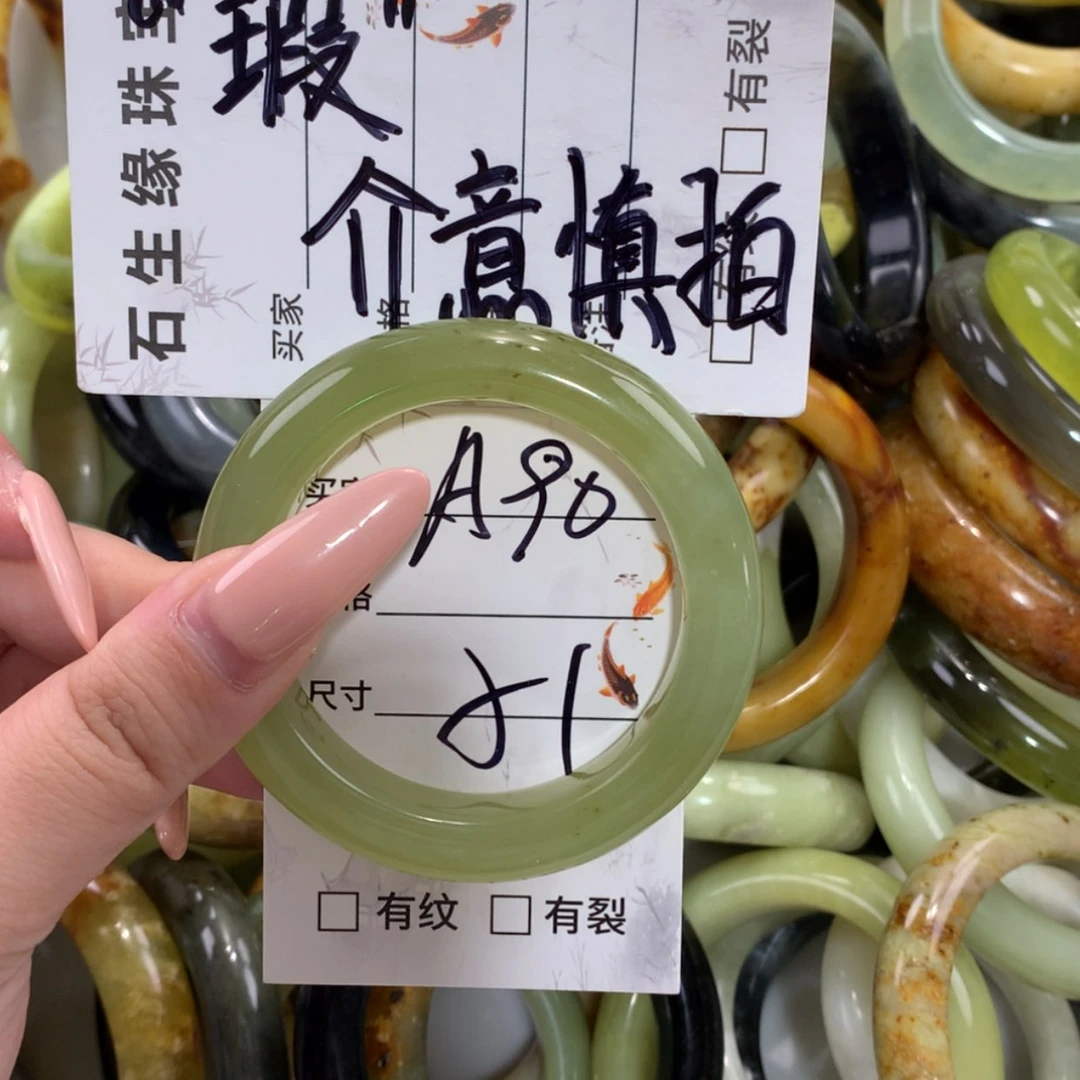 瑕"
介意慎拍
石生缘珠宝
买家
有裂
A90
尺寸
51
□ 有纹 □ 有裂